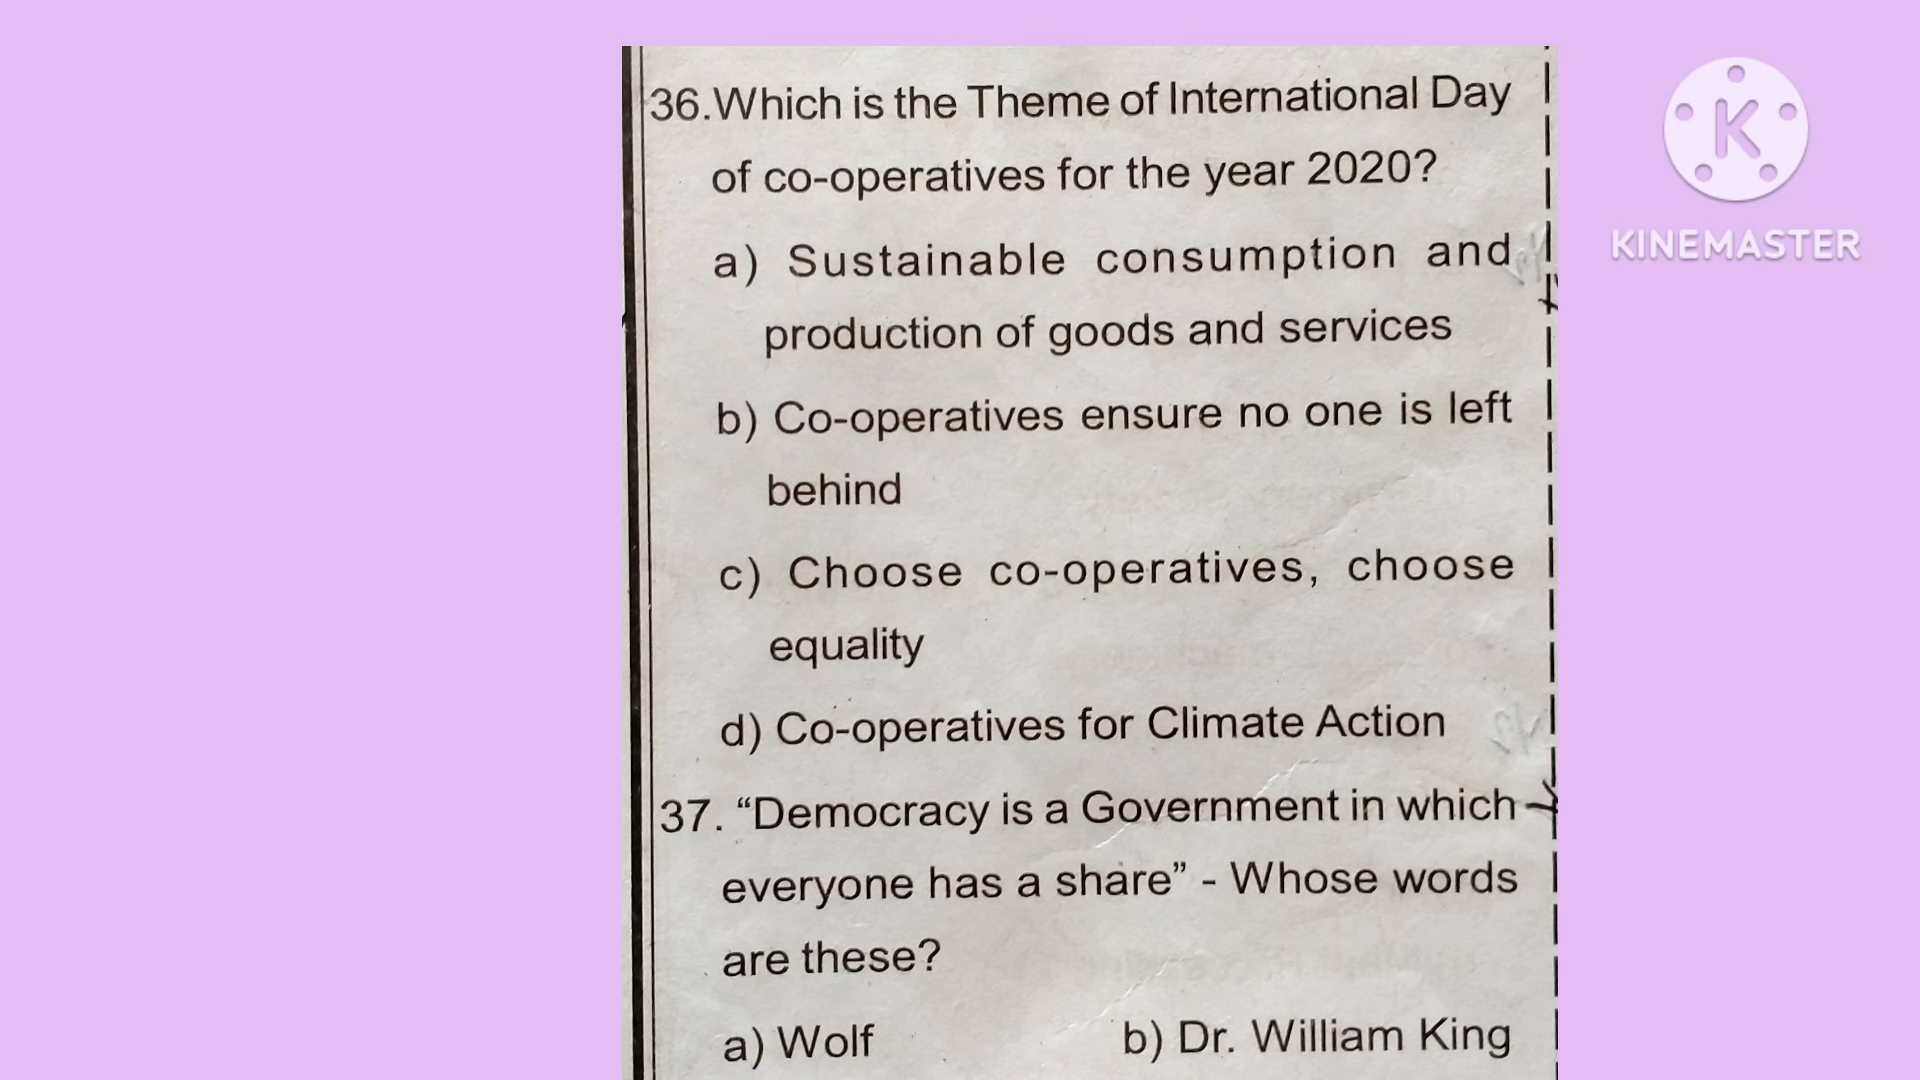 36.Which is the Theme of International Day
of co-operatives for the year 2020?
a) Sustainable consumption and
production of goods and services
b) Co-operatives ensure no one is left
behind
c) Choose co-operatives, choose
equality
d) Co-operatives for Climate Action
37. “Democracy is a Government in which
everyone has a share” - Whose words
are these?
a) Wolf b) Dr. William King
K
KINEMASTER